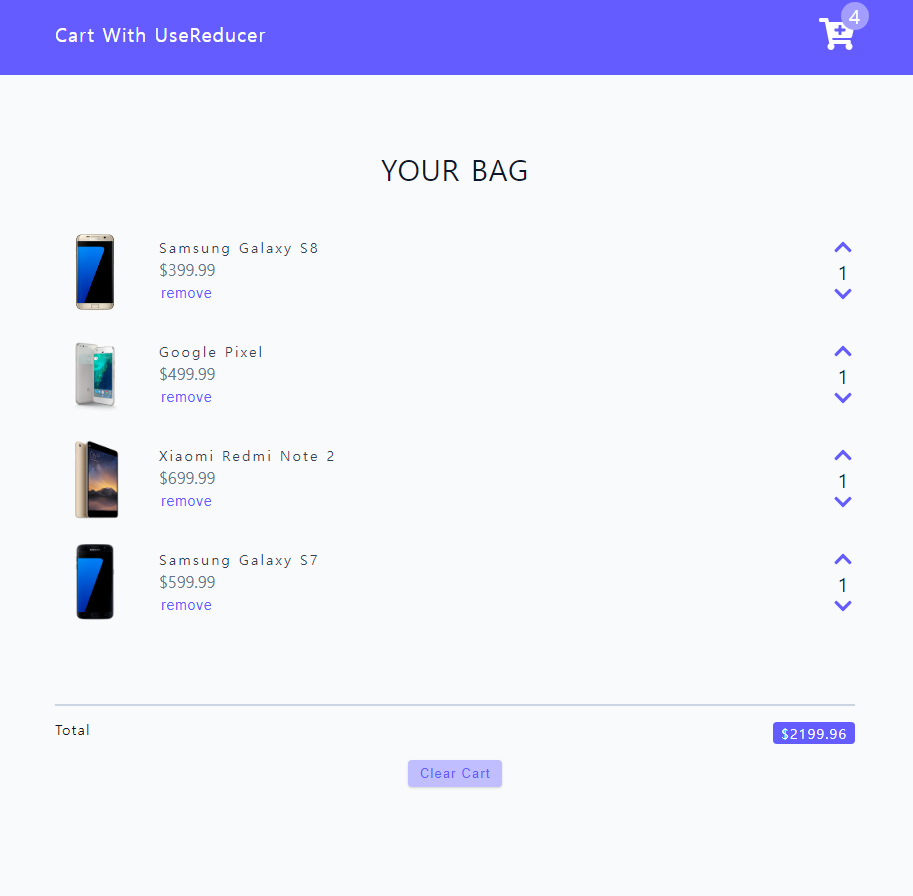 Cart With UseReducer
4
YOUR BAG
Samsung Galaxy S8
$399.99
remove
1
Google Pixel
$499.99
remove
1
Xiaomi Redmi Note 2
$699.99
remove
1
Samsung Galaxy S7
$599.99
remove
1
Total
$2199.96
Clear Cart